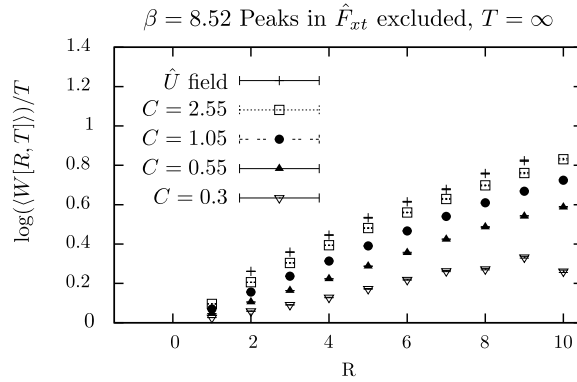 β = 8.52 Peaks in F̂xt excluded, T = ∞
log(⟨W[R, T]⟩)/T
1.4
1.2
1
0.8
0.6
0.4
0.2
0
Û field
C = 2.55
C = 1.05
C = 0.55
C = 0.3
0 2 4 6 8 10
R